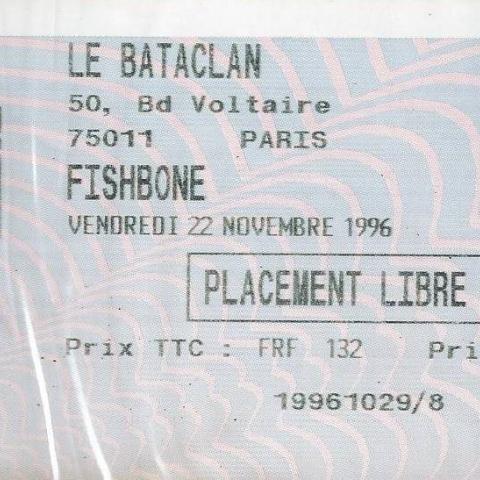 LE BATACLAN
50, Bd Voltaire
75011 PARIS
FISHBONE
VENDREDI 22 NOVEMBRE 1996
PLACEMENT LIBRE
Prix TTC : FRF 132 Pri
19961029/8